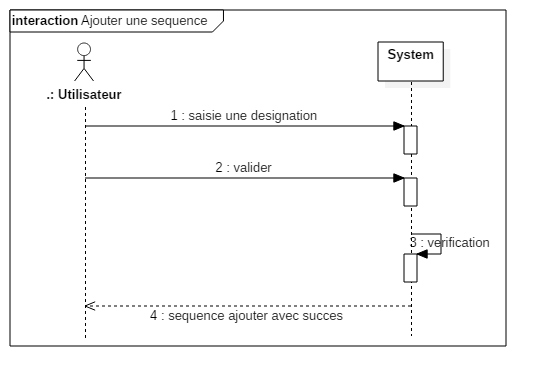 interaction Ajouter une sequence
System
.: Utilisateur
1 : saisie une designation
2 : valider
3 : verification
4 : sequence ajouter avec succes